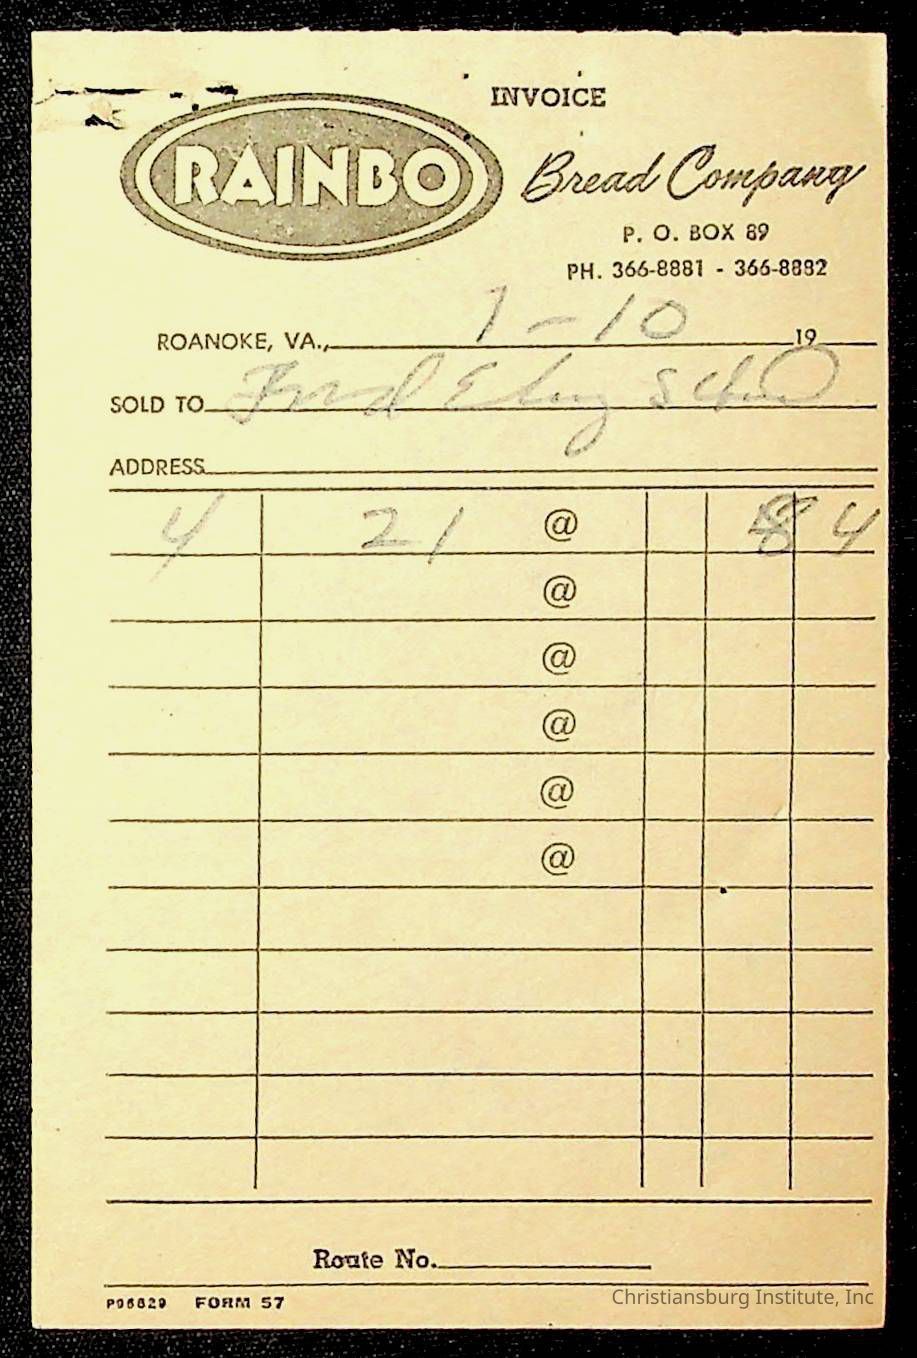 INVOICE
RAINBO
Bread Company
P. O. BOX 89
PH. 366-8881 - 366-8882
ROANOKE, VA., 1-10 19
SOLD TO
ADDRESS
4 21 @ 84
@
@
@
@
@
Route No.
P96829 FORM 57
Christiansburg Institute, Inc